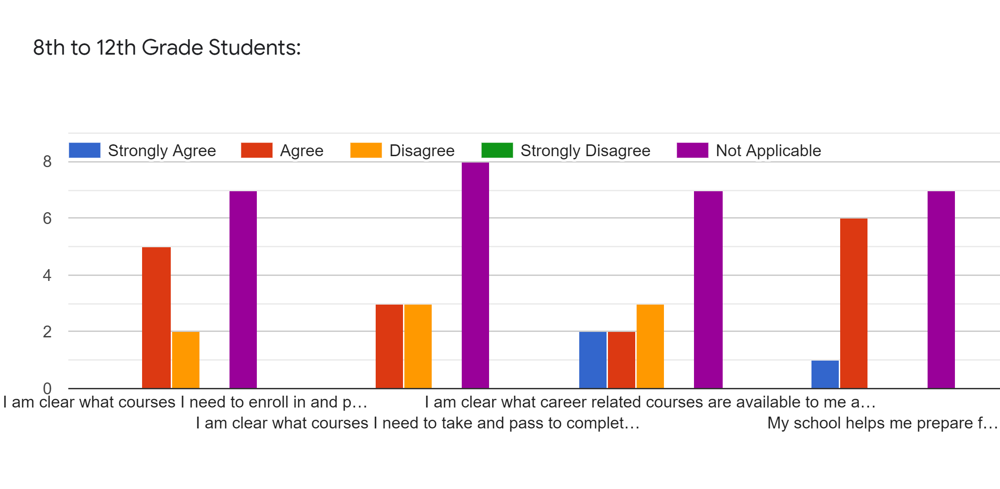 8th to 12th Grade Students:
Strongly Agree Agree Disagree Strongly Disagree Not Applicable
8
6
4
2
0
I am clear what courses I need to enroll in and p… I am clear what career related courses are available to me a…
I am clear what courses I need to take and pass to complet… My school helps me prepare f…